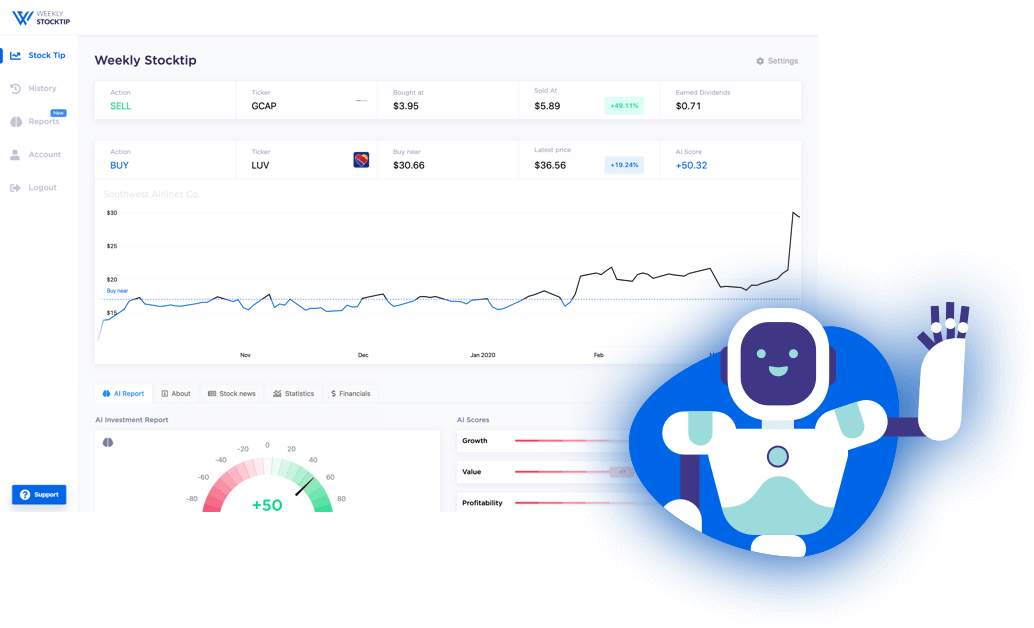 WEEKLY
STOCKTIP
Stock Tip
History
New
Reports
Account
Logout
Support
Weekly Stocktip
Settings
Action
SELL
Ticker
GCAP
Bought at
$3.95
Sold At
$5.89
+49.11%
Earned Dividends
$0.71
Action
BUY
Ticker
LUV
Buy near
$30.66
Latest price
$36.56
+19.24%
AI Score
+50.32
Southwest Airlines Co.
$30
$25
$20
Buy near
$15
Nov
Dec
Jan 2020
Feb
AI Report
About
Stock news
Statistics
Financials
AI Investment Report
-80
-60
-40
-20
0
20
40
60
80
+50
AI Scores
Growth
Value
Profitability